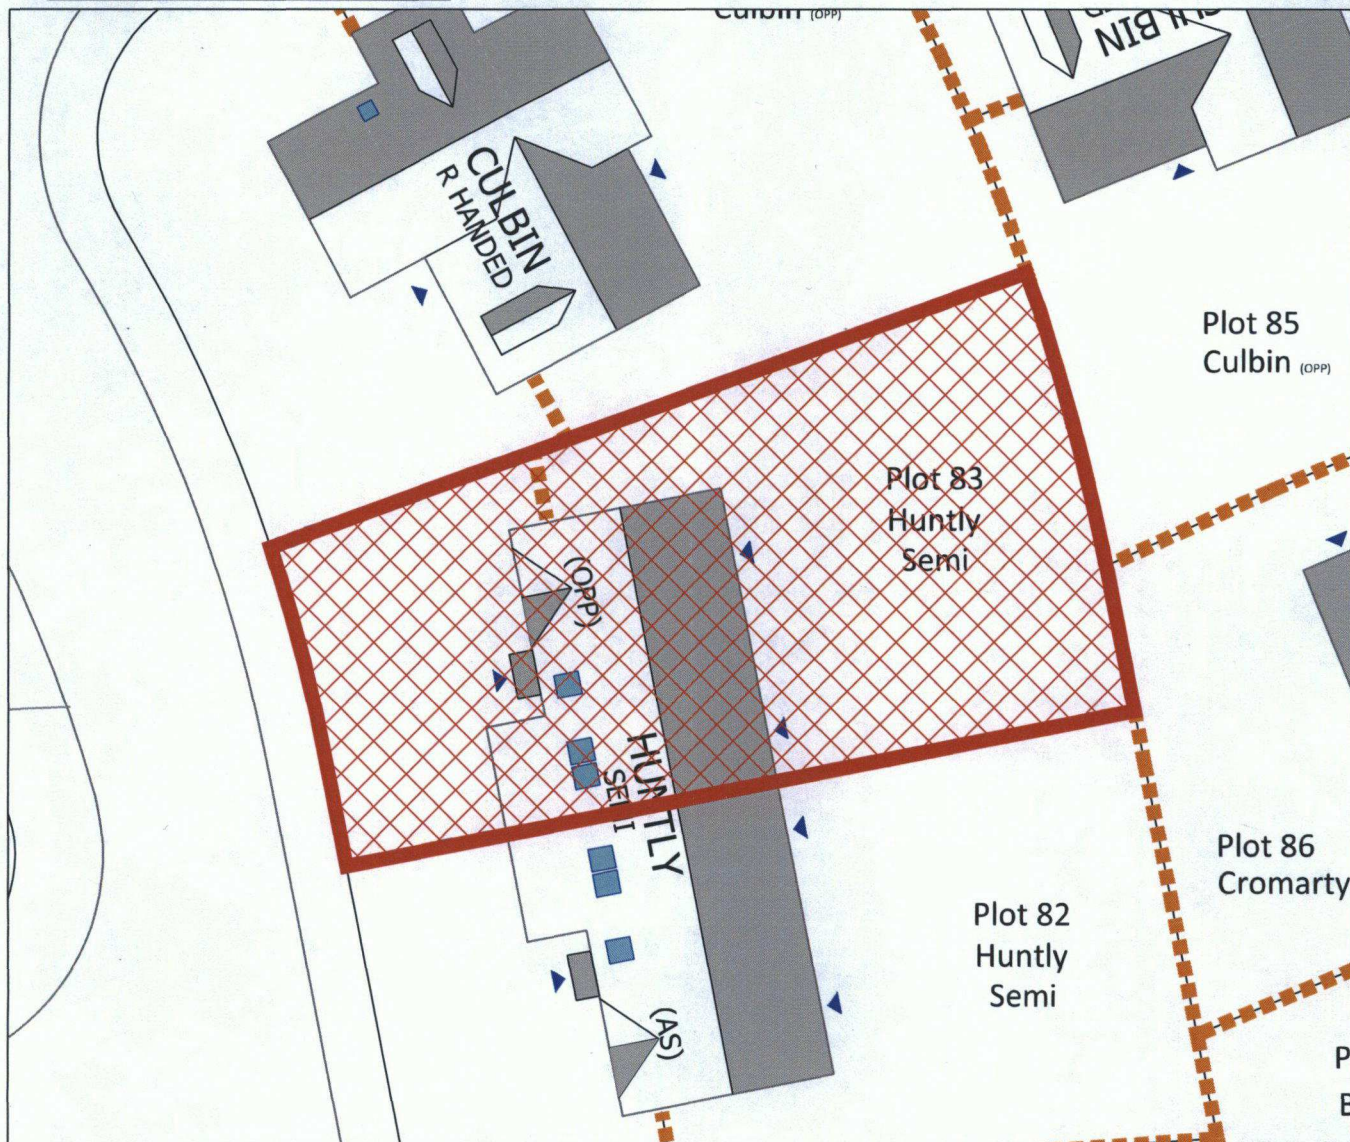 Culbin (OPP)
CULBIN
CULBIN
R HANDED
Plot 85
Culbin (OPP)
Plot 83
Huntly
Semi
(OPP)
HUNTLY
SEMI
Plot 86
Cromarty
Plot 82
Huntly
Semi
(AS)